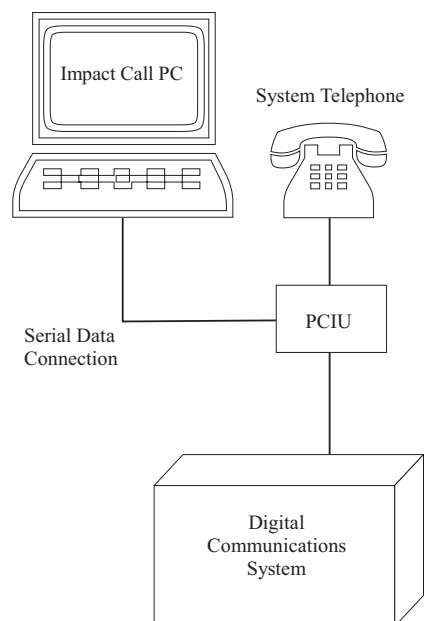 Impact Call PC
System Telephone
PCIU
Serial Data
Connection
Digital
Communications
System